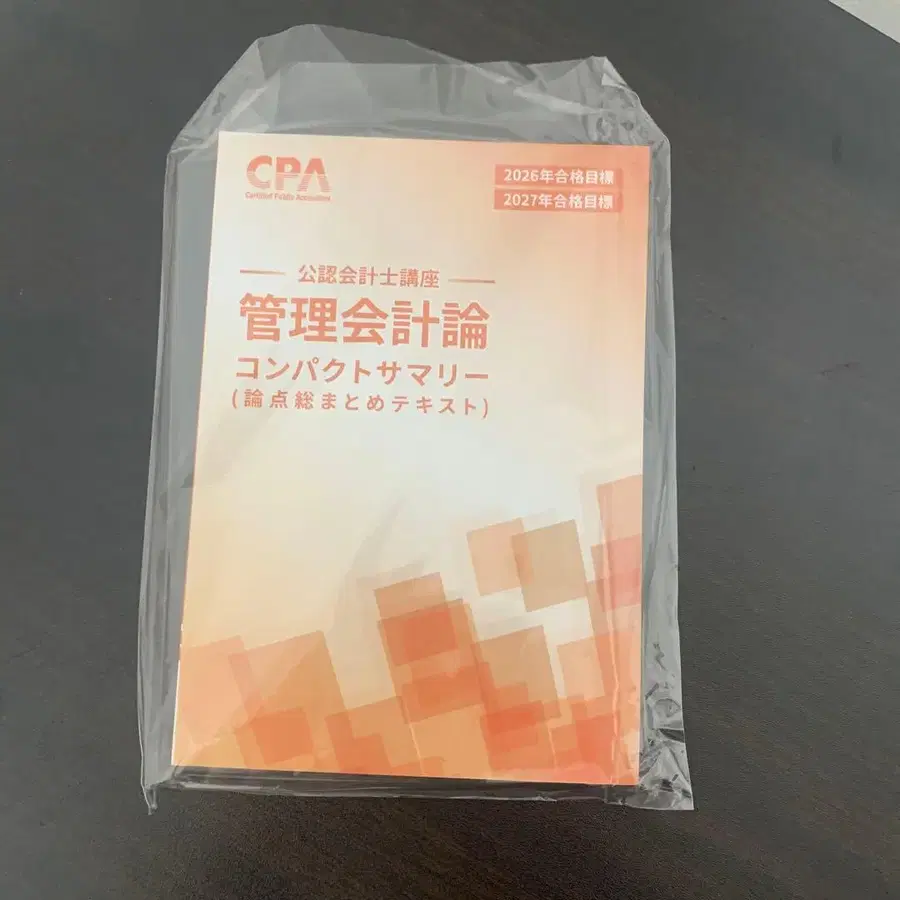 CPA
Certified Public Accountant
2026年合格目標
2027年合格目標
公認会計士講座
管理会計論
コンパクトサマリー
(論点総まとめテキスト)